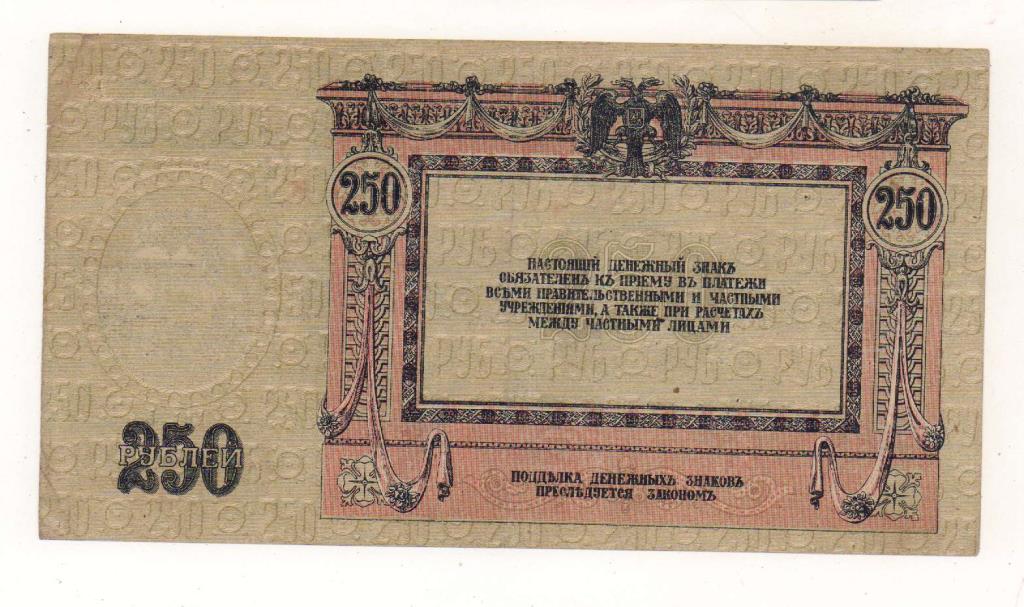 250
250
НАСТОЯЩІЙ ДЕНЕЖНЫЙ ЗНАКЪ
ОБЯЗАТЕЛЕНЪ КЪ ПРІЕМУ ВЪ ПЛАТЕЖИ
ВСѢМИ ПРАВИТЕЛЬСТВЕННЫМИ И ЧАСТНЫМИ
УЧРЕЖДЕНІЯМИ, А ТАКЖЕ ПРИ РАСЧЕТАХЪ
МЕЖДУ ЧАСТНЫМИ ЛИЦАМИ
250
РУБЛЕЙ
ПОДДѢЛКА ДЕНЕЖНЫХЪ ЗНАКОВЪ
ПРЕСЛѢДУЕТСЯ ЗАКОНОМЪ